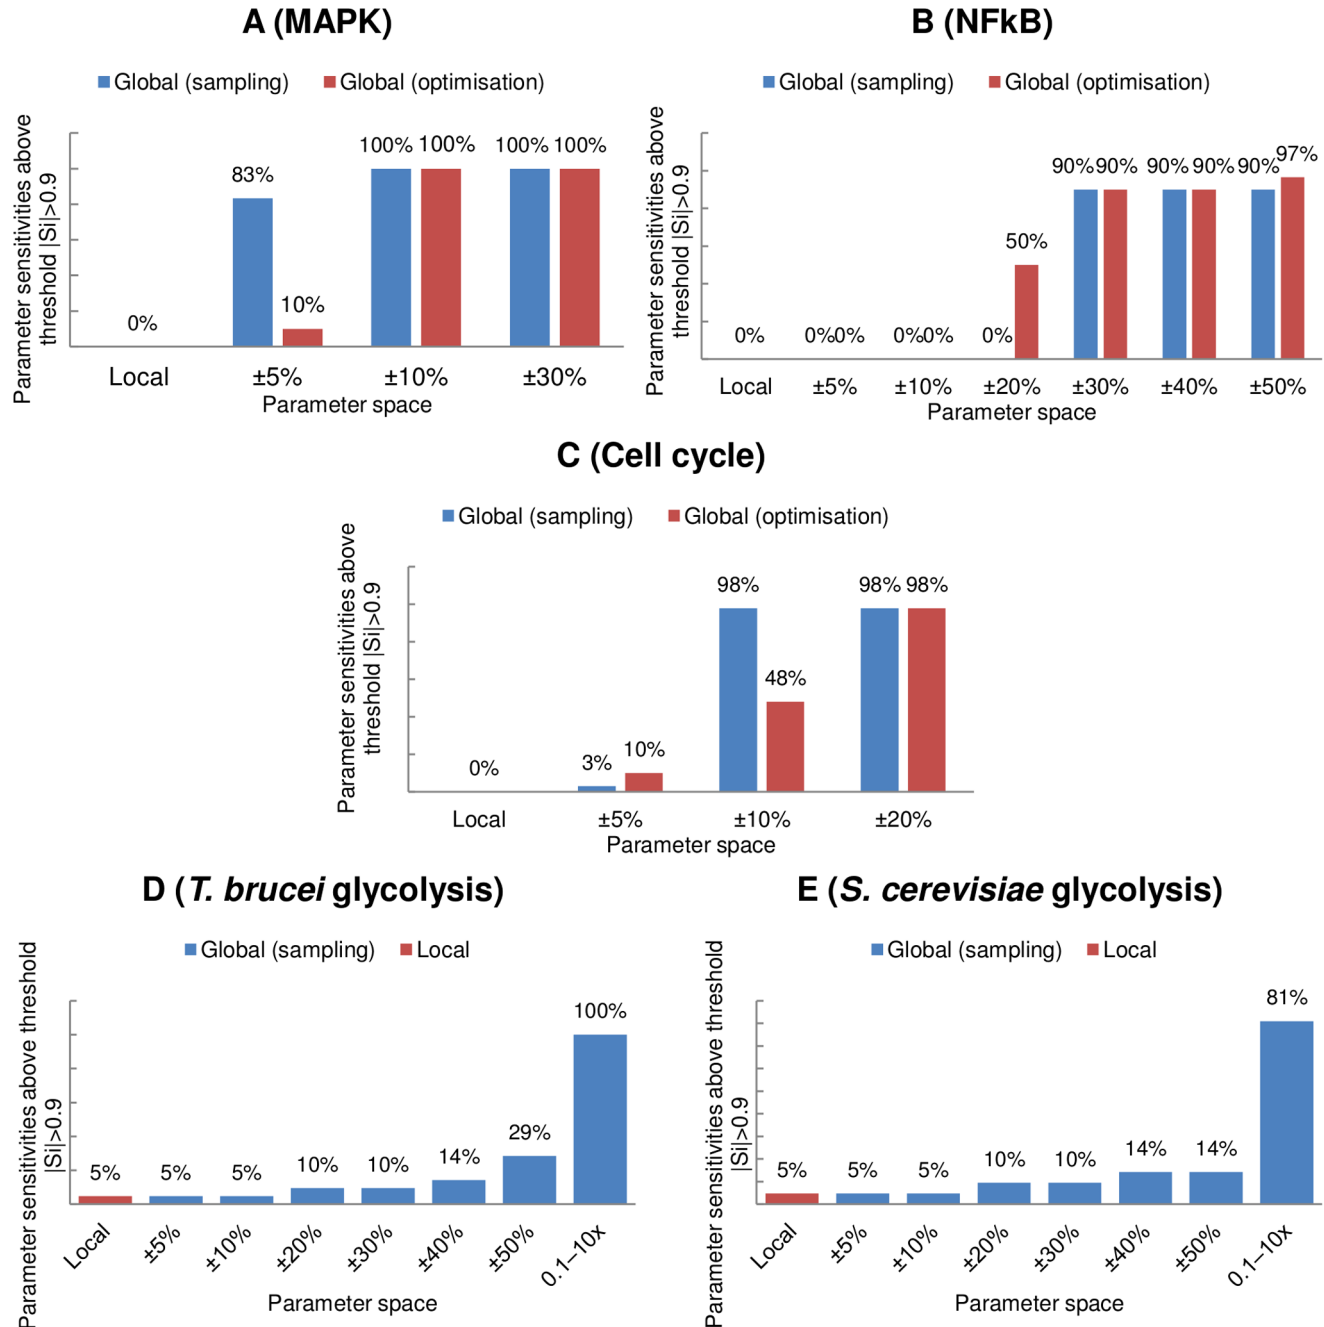 A (MAPK)
Global (sampling) Global (optimisation)
Parameter sensitivities above
threshold |Si|>0.9
0%
83%
10%
100% 100%
100% 100%
Local ±5% ±10% ±30%
Parameter space
B (NFkB)
Global (sampling) Global (optimisation)
Parameter sensitivities above
threshold |Si|>0.9
0%
0%0%
0%0%
0%
50%
90%90%
90% 90%
90%
97%
Local ±5% ±10% ±20% ±30% ±40% ±50%
Parameter space
C (Cell cycle)
Global (sampling) Global (optimisation)
Parameter sensitivities above
threshold |Si|>0.9
0%
3%
10%
98%
48%
98% 98%
Local ±5% ±10% ±20%
Parameter space
D (T. brucei glycolysis)
Global (sampling) Local
Parameter sensitivities above threshold
|Si|>0.9
5% 5% 5% 10% 10% 14% 29% 100%
Local ±5% ±10% ±20% ±30% ±40% ±50% 0.1–10x
Parameter space
E (S. cerevisiae glycolysis)
Global (sampling) Local
Parameter sensitivities above threshold
|Si|>0.9
5% 5% 5% 10% 10% 14% 14% 81%
Local ±5% ±10% ±20% ±30% ±40% ±50% 0.1–10x
Parameter space